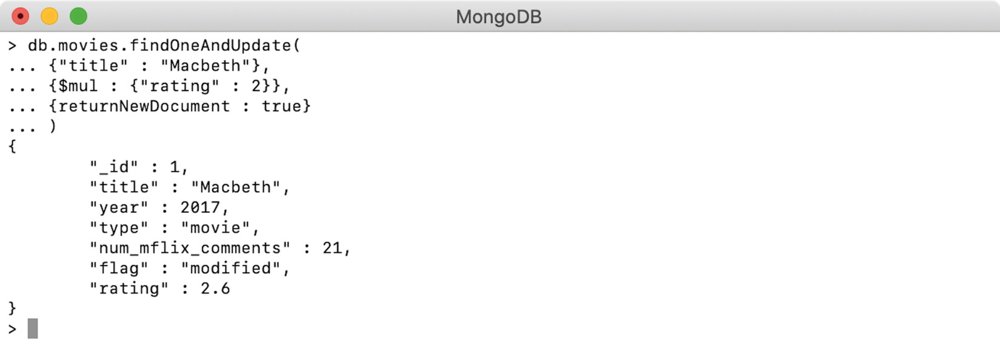 MongoDB
> db.movies.findOneAndUpdate(
... {"title" : "Macbeth"},
... {$mul : {"rating" : 2}},
... {returnNewDocument : true}
... )
{
        "_id" : 1,
        "title" : "Macbeth",
        "year" : 2017,
        "type" : "movie",
        "num_mflix_comments" : 21,
        "flag" : "modified",
        "rating" : 2.6
}
>